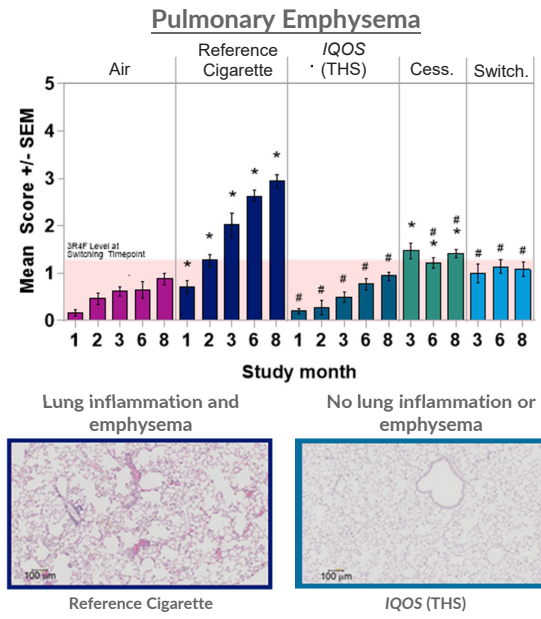 Pulmonary Emphysema
Air
Reference
Cigarette
IQOS
(THS)
Cess.
Switch.
Mean Score +/- SEM
5
4
3
2
1
0
3R4F Level at
Switching Timepoint
* * * * *
# # # # #
* # * # *
# # #
1 2 3 6 8 1 2 3 6 8 1 2 3 6 8 3 6 8 3 6 8
Study month
Lung inflammation and
emphysema
No lung inflammation or
emphysema
100 µm
100 µm
Reference Cigarette
IQOS (THS)